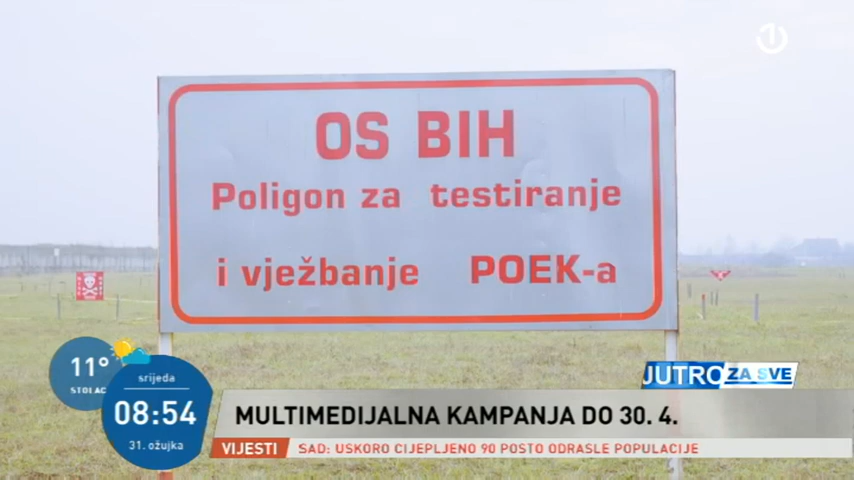 1
OS BIH
Poligon za testiranje
i vježbanje POEK-a
11°
STOLAC
srijeda
08:54
31. ožujka
JUTRO ZA SVE
MULTIMEDIJALNA KAMPANJA DO 30. 4.
VIJESTI SAD: USKORO CIJEPLJENO 90 POSTO ODRASLE POPULACIJE